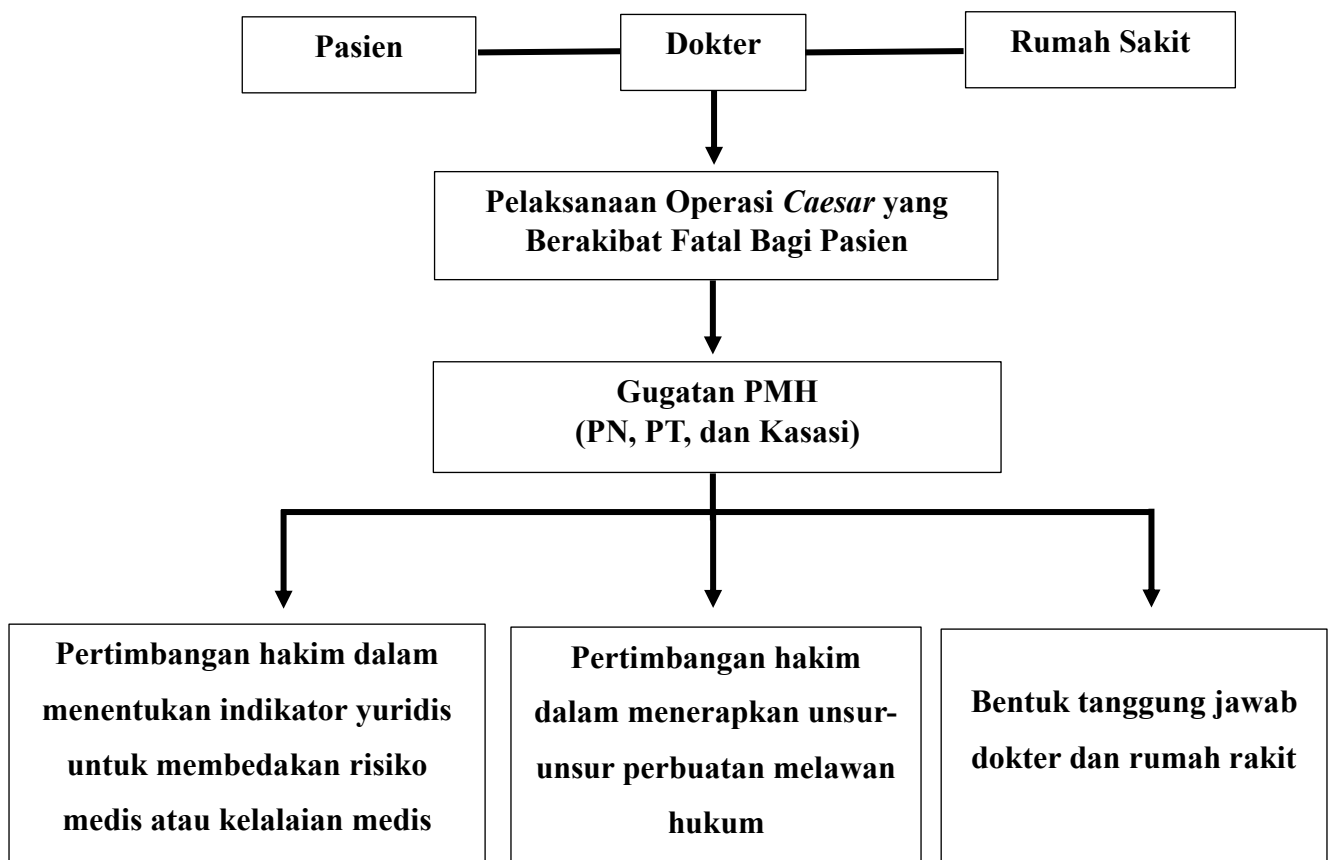 Pasien
Dokter
Rumah Sakit
Pelaksanaan Operasi Caesar yang
Berakibat Fatal Bagi Pasien
Gugatan PMH
(PN, PT, dan Kasasi)
Pertimbangan hakim dalam
menentukan indikator yuridis
untuk membedakan risiko
medis atau kelalaian medis
Pertimbangan hakim
dalam menerapkan unsur-
unsur perbuatan melawan
hukum
Bentuk tanggung jawab
dokter dan rumah rakit